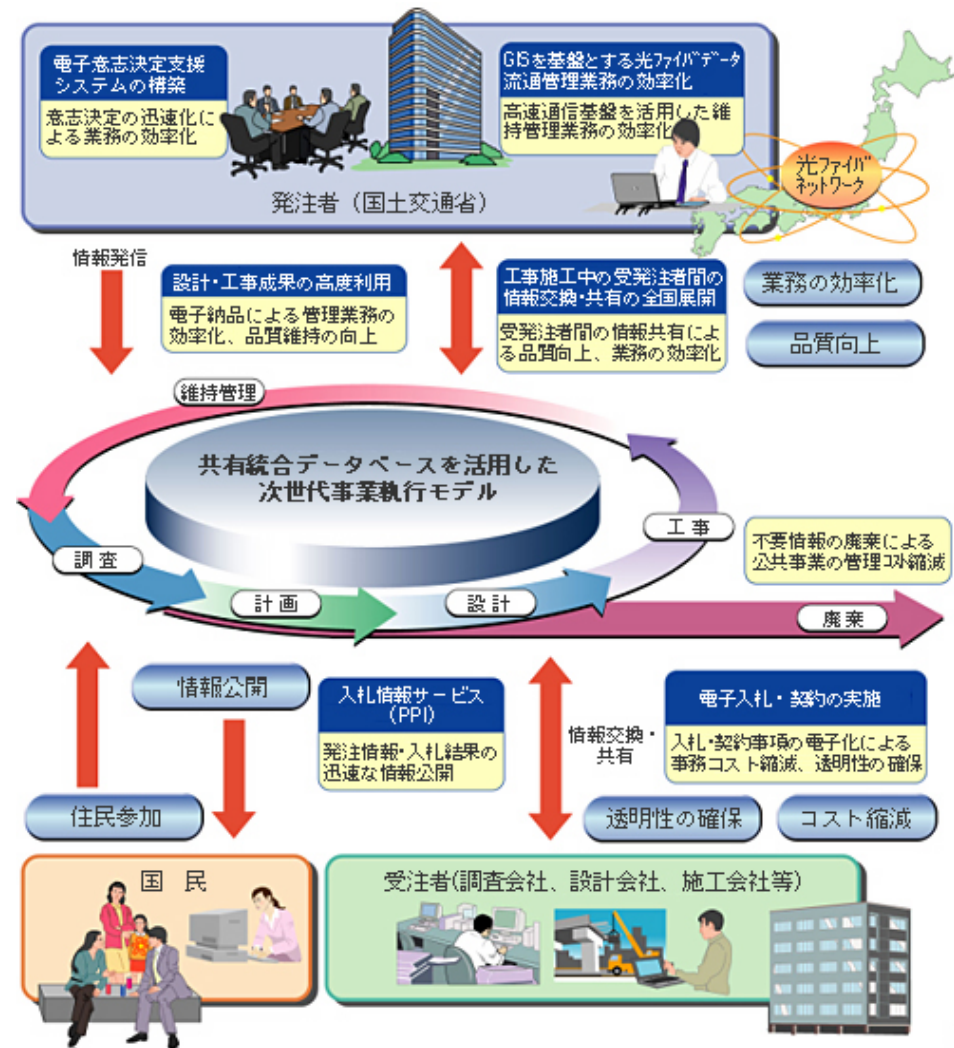 電子意志決定支援
システムの構築
意志決定の迅速化に
よる業務の効率化
GISを基盤とする光ファイバデータ
流通管理業務の効率化
高速通信基盤を活用した維
持管理業務の効率化
光ファイバ
ネットワーク
発注者（国土交通省）
情報発信
設計・工事成果の高度利用
電子納品による管理業務の
効率化、品質維持の向上
工事施工中の受発注者間の
情報交換・共有の全国展開
受発注者間の情報共有によ
る品質向上、業務の効率化
業務の効率化
品質向上
維持管理
共有統合データベースを活用した
次世代事業執行モデル
工事
調査
計画
設計
不要情報の廃棄による
公共事業の管理コスト縮減
廃棄
情報公開
入札情報サービス
(PPI)
発注情報・入札結果の
迅速な情報公開
情報交換・
共有
電子入札・契約の実施
入札・契約事項の電子化による
事務コスト縮減、透明性の確保
住民参加
透明性の確保
コスト縮減
国 民
受注者(調査会社、設計会社、施工会社等)